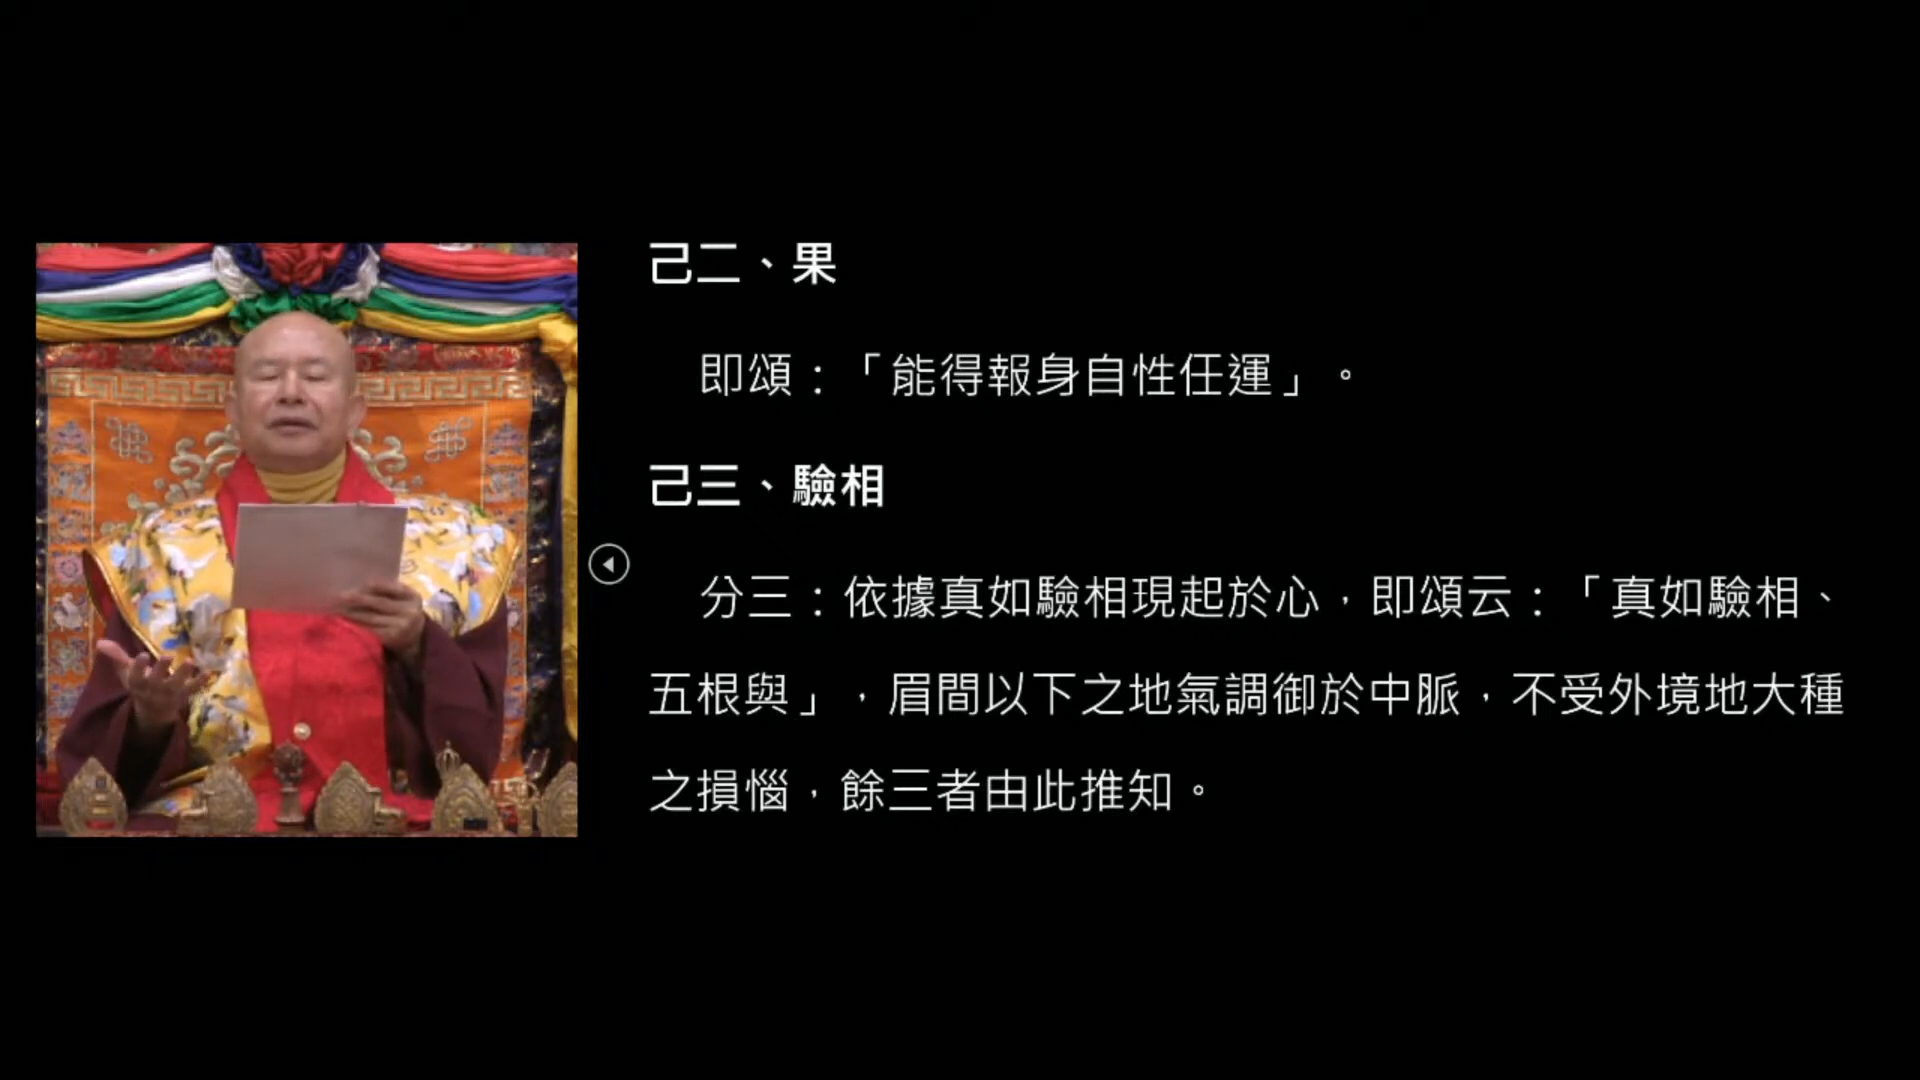 己二、果
即頌：「能得報身自性任運」。
己三、驗相
分三：依據真如驗相現起於心，即頌云：「真如驗相、
五根與」，眉間以下之地氣調御於中脈，不受外境地大種
之損惱，餘三者由此推知。